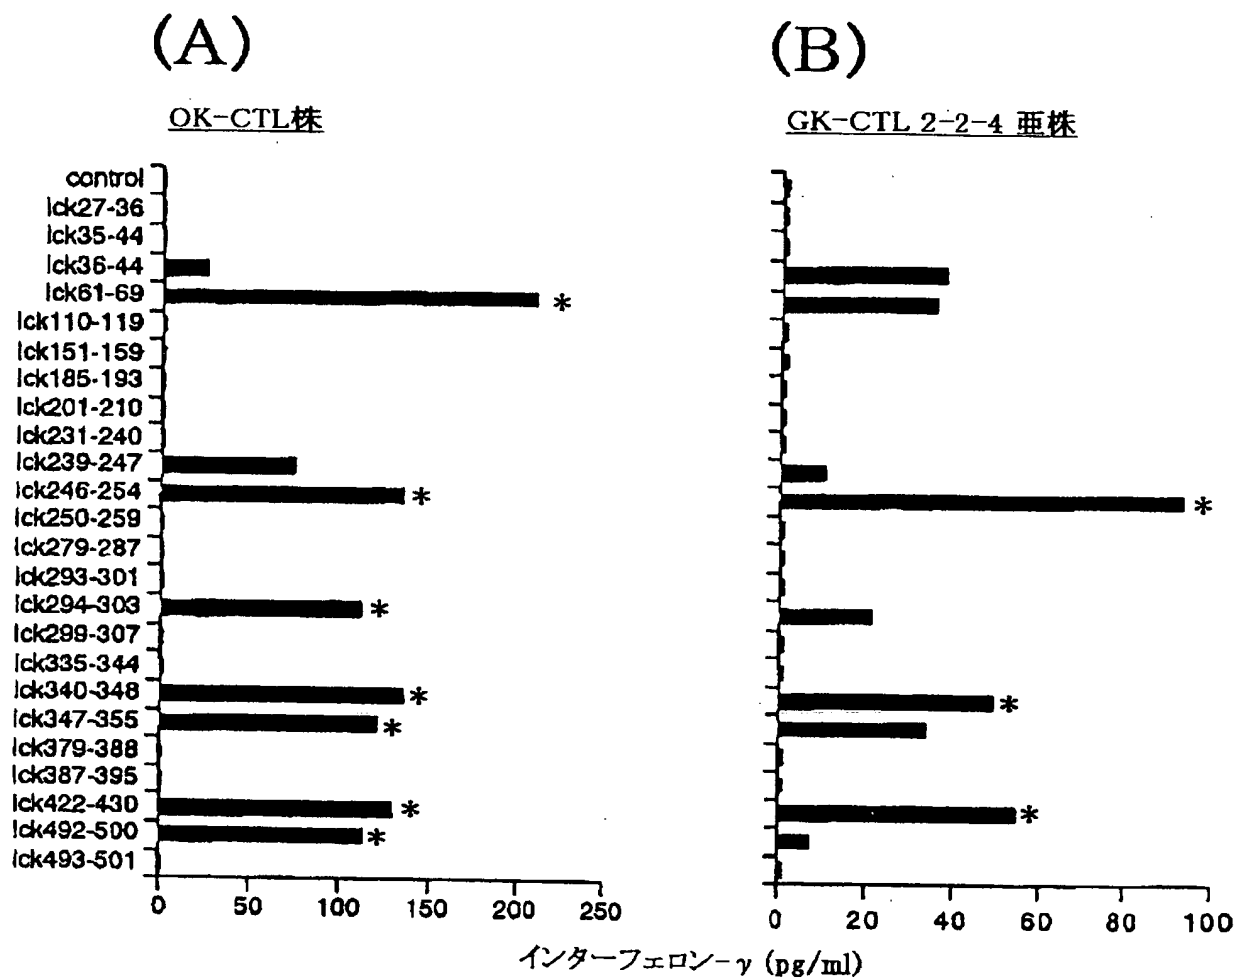 (A)
OK-CTL株
control
lck27-36
lck35-44
lck36-44
lck61-69
lck110-119
lck151-159
lck185-193
lck201-210
lck231-240
lck239-247
lck246-254
lck250-259
lck279-287
lck293-301
lck294-303
lck299-307
lck335-344
lck340-348
lck347-355
lck379-388
lck387-395
lck422-430
lck492-500
lck493-501
*
*
*
*
*
*
*
0 50 100 150 200 250
(B)
GK-CTL 2-2-4 亜株
*
*
*
0 20 40 60 80 100
インターフェロン-γ (pg/ml)